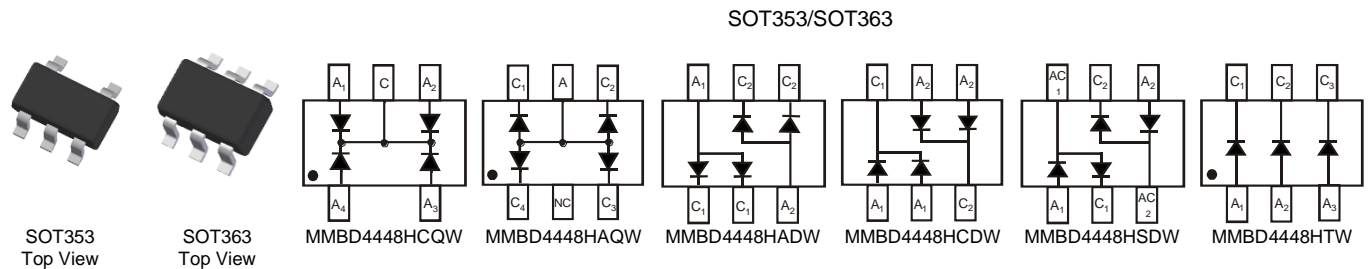 SOT353/SOT363
A1 C A2
C1 A C2
A1 C2 C2
C1 A2 A2
AC1 C2 A2
C1 C2 C3
A4 A3
C4 NC C3
C1 C1 A2
A1 A1 C2
A1 C1 AC2
A1 A2 A3
SOT353
Top View
SOT363
Top View
MMBD4448HCQW
MMBD4448HAQW
MMBD4448HADW
MMBD4448HCDW
MMBD4448HSDW
MMBD4448HTW